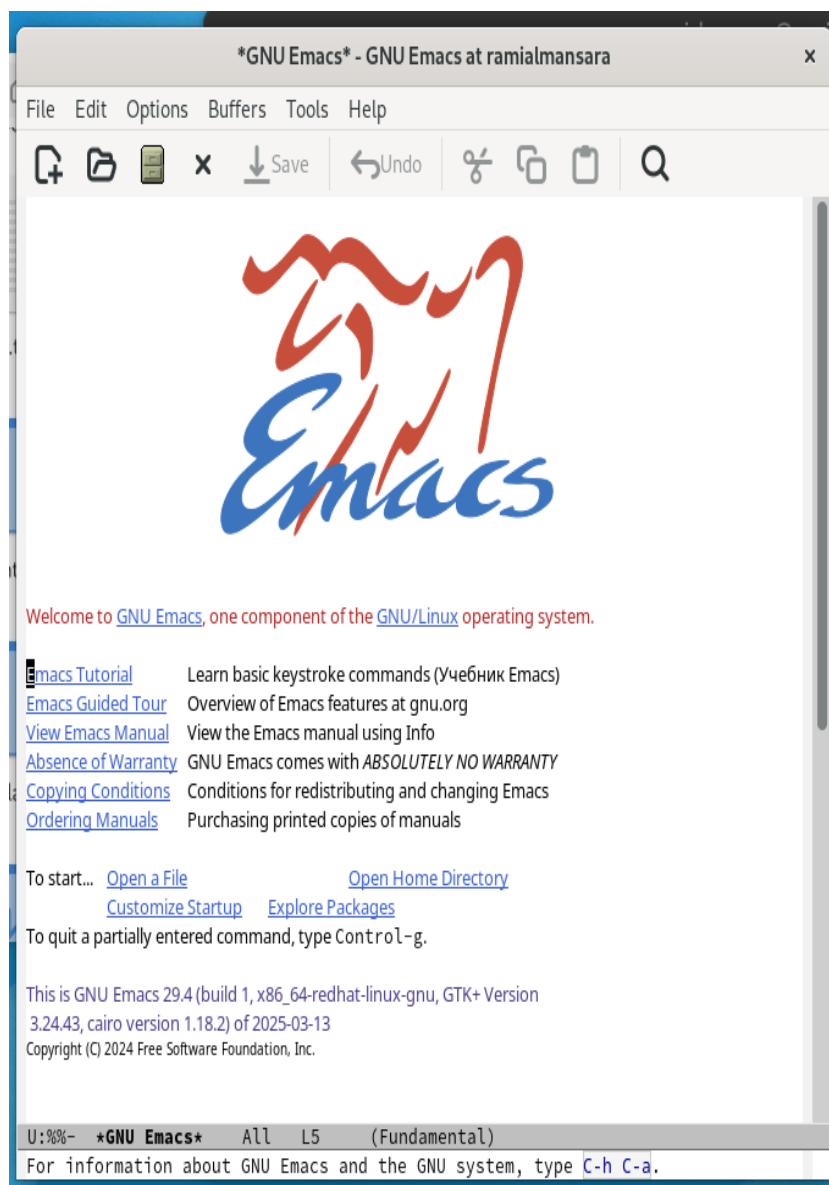 *GNU Emacs* - GNU Emacs at ramialmansara x
File Edit Options Buffers Tools Help
Save Undo
Emacs
Welcome to GNU Emacs, one component of the GNU/Linux operating system.
Emacs Tutorial Learn basic keystroke commands (Учебник Emacs)
Emacs Guided Tour Overview of Emacs features at gnu.org
View Emacs Manual View the Emacs manual using Info
Absence of Warranty GNU Emacs comes with ABSOLUTELY NO WARRANTY
Copying Conditions Conditions for redistributing and changing Emacs
Ordering Manuals Purchasing printed copies of manuals
To start... Open a File Open Home Directory
Customize Startup Explore Packages
To quit a partially entered command, type Control-g.
This is GNU Emacs 29.4 (build 1, x86_64-redhat-linux-gnu, GTK+ Version
3.24.43, cairo version 1.18.2) of 2025-03-13
Copyright (C) 2024 Free Software Foundation, Inc.
U:%%- *GNU Emacs* All L5 (Fundamental)
For information about GNU Emacs and the GNU system, type C-h C-a.